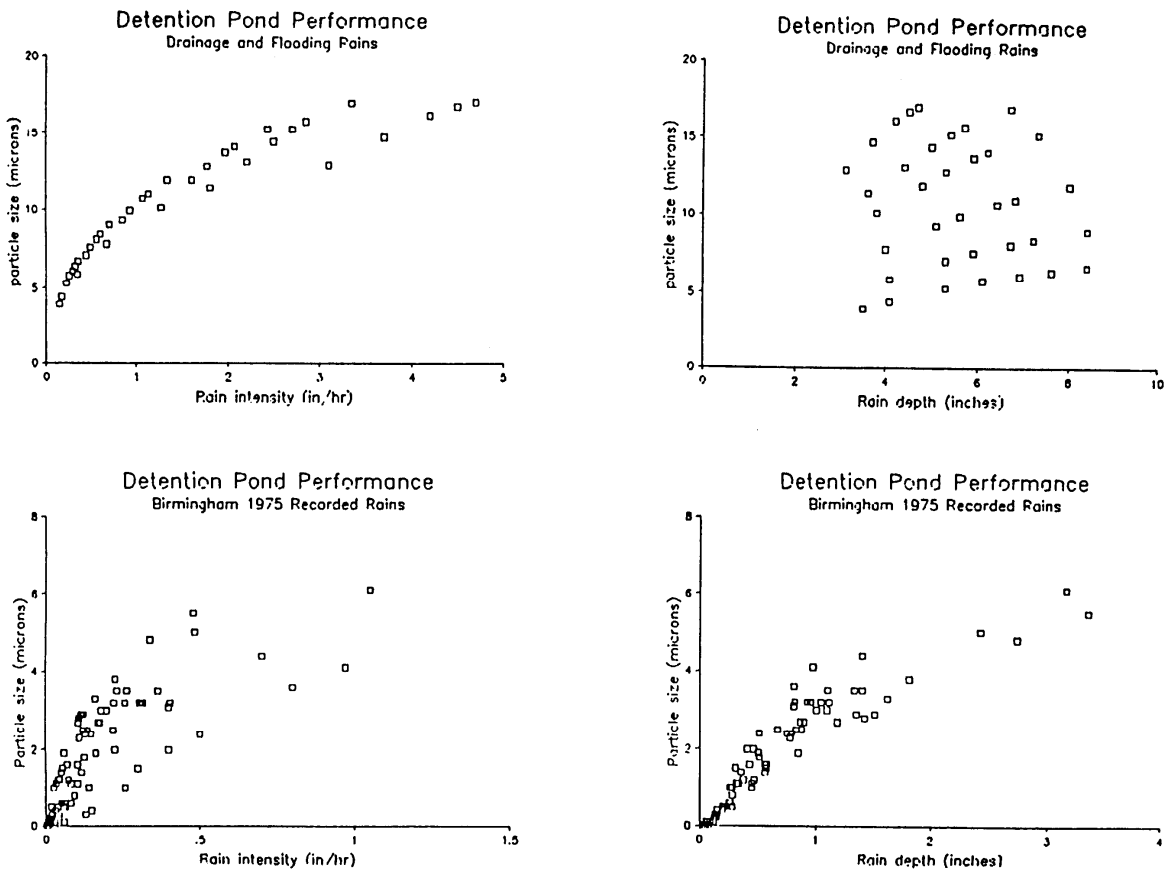 Detention Pond Performance
Drainage and Flooding Rains
20
15
10
5
0
particle size (microns)
0 1 2 3 4 5
Rain intensity (in/hr)
Detention Pond Performance
Drainage and Flooding Rains
20
15
10
5
0
particle size (microns)
0 2 4 6 8 10
Rain depth (inches)
Detention Pond Performance
Birmingham 1975 Recorded Rains
8
6
4
2
0
Particle size (microns)
0 .5 1 1.5
Rain intensity (in/hr)
Detention Pond Performance
Birmingham 1975 Recorded Rains
8
6
4
2
0
Particle size (microns)
0 1 2 3 4
Rain depth (inches)